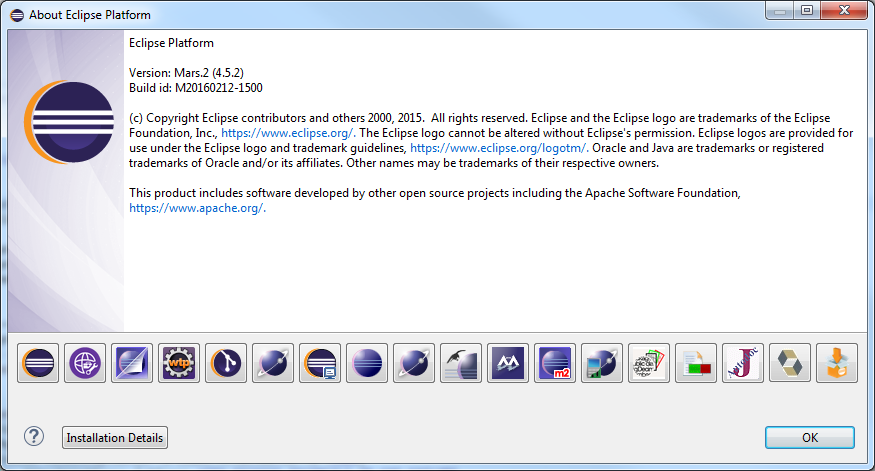 About Eclipse Platform
Eclipse Platform
Version: Mars.2 (4.5.2)
Build id: M20160212-1500
(c) Copyright Eclipse contributors and others 2000, 2015.  All rights reserved. Eclipse and the Eclipse logo are trademarks of the Eclipse
Foundation, Inc., https://www.eclipse.org/. The Eclipse logo cannot be altered without Eclipse's permission. Eclipse logos are provided for
use under the Eclipse logo and trademark guidelines, https://www.eclipse.org/logotm/. Oracle and Java are trademarks or registered
trademarks of Oracle and/or its affiliates. Other names may be trademarks of their respective owners.
This product includes software developed by other open source projects including the Apache Software Foundation,
https://www.apache.org/.
wtp
m2
J
?
Installation Details
OK